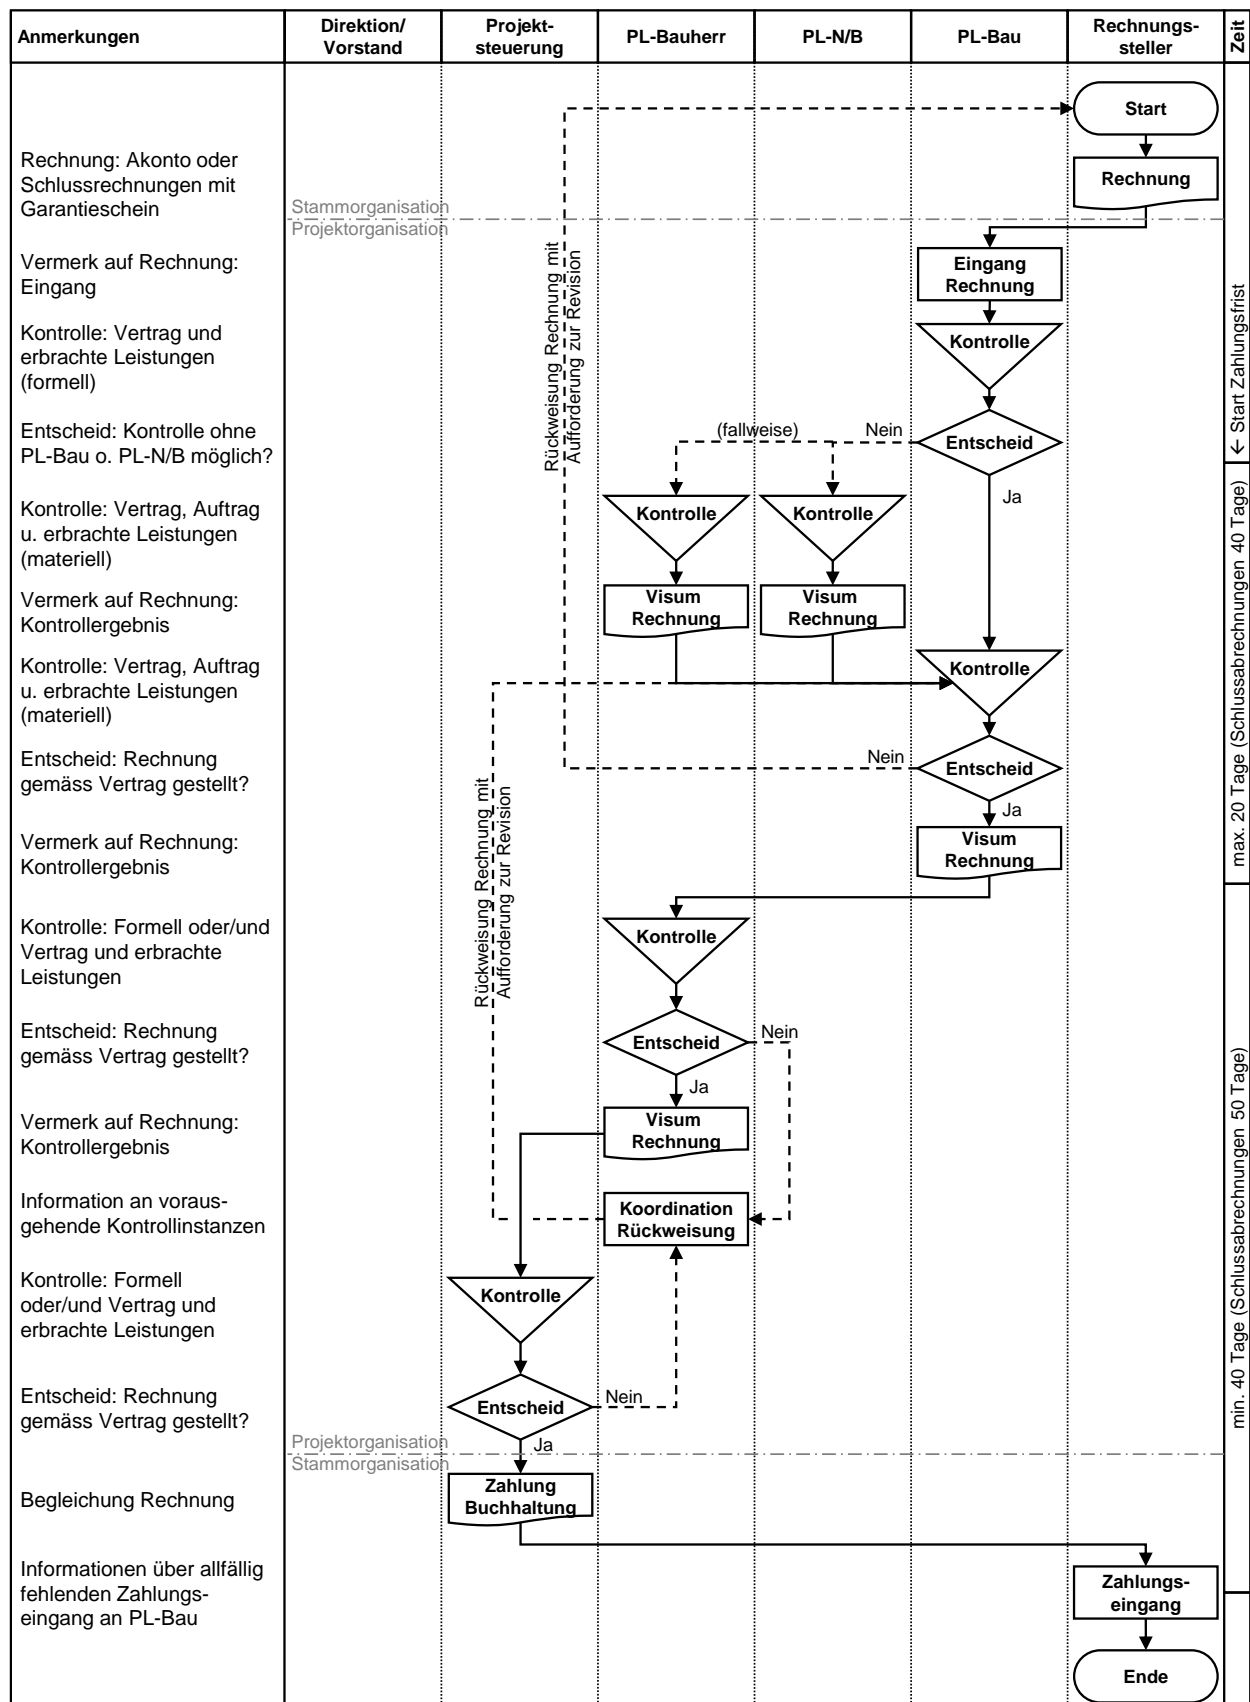 Anmerkungen
Direktion/
Vorstand
Projekt-
steuerung
PL-Bauherr
PL-N/B
PL-Bau
Rechnungs-
steller
Zeit
Start
Rechnung: Akonto oder
Schlussrechnungen mit
Garantieschein
Rechnung
Stammorganisation
Projektorganisation
Rückweisung Rechnung mit
Aufforderung zur Revision
Vermerk auf Rechnung:
Eingang
Eingang
Rechnung
← Start Zahlungsfrist
Kontrolle: Vertrag und
erbrachte Leistungen
(formell)
Kontrolle
Entscheid: Kontrolle ohne
PL-Bau o. PL-N/B möglich?
(fallweise)
Nein
Entscheid
Ja
Kontrolle: Vertrag, Auftrag
u. erbrachte Leistungen
(materiell)
Kontrolle
Kontrolle
max. 20 Tage (Schlussabrechnungen 40 Tage)
Vermerk auf Rechnung:
Kontrollergebnis
Visum
Rechnung
Visum
Rechnung
Kontrolle: Vertrag, Auftrag
u. erbrachte Leistungen
(materiell)
Kontrolle
Entscheid: Rechnung
gemäss Vertrag gestellt?
Nein
Entscheid
Ja
Rückweisung Rechnung mit
Aufforderung zur Revision
Vermerk auf Rechnung:
Kontrollergebnis
Visum
Rechnung
Kontrolle: Formell oder/und
Vertrag und erbrachte
Leistungen
Kontrolle
Entscheid: Rechnung
gemäss Vertrag gestellt?
Entscheid
Nein
Ja
min. 40 Tage (Schlussabrechnungen 50 Tage)
Vermerk auf Rechnung:
Kontrollergebnis
Visum
Rechnung
Information an voraus-
gehende Kontrollinstanzen
Koordination
Rückweisung
Kontrolle: Formell
oder/und Vertrag und
erbrachte Leistungen
Kontrolle
Entscheid: Rechnung
gemäss Vertrag gestellt?
Entscheid
Nein
Ja
Projektorganisation
Stammorganisation
Begleichung Rechnung
Zahlung
Buchhaltung
Informationen über allfällig
fehlenden Zahlungs-
eingang an PL-Bau
Zahlungs-
eingang
Ende